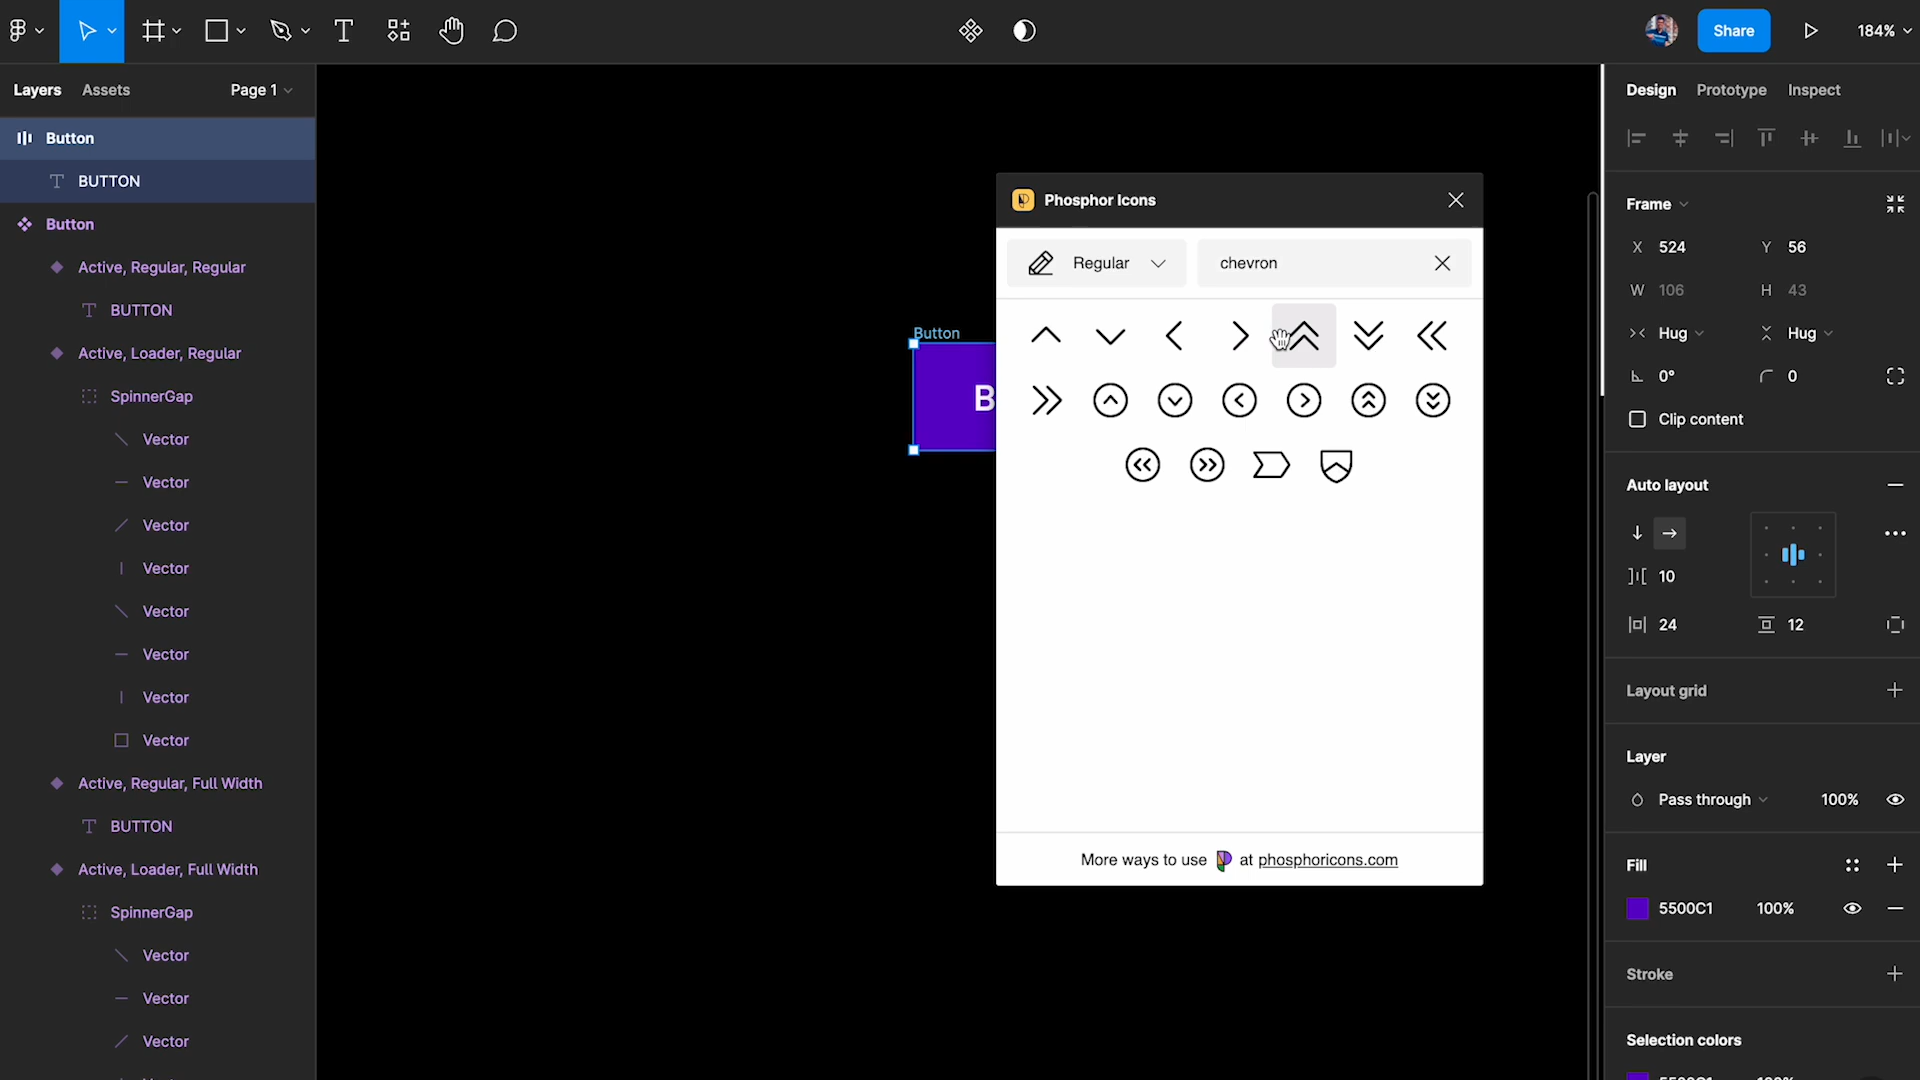 Share
184%
Layers
Assets
Page 1
Design
Prototype
Inspect
Button
BUTTON
Button
Active, Regular, Regular
BUTTON
Active, Loader, Regular
SpinnerGap
Vector
Vector
Vector
Vector
Vector
Vector
Vector
Vector
Active, Regular, Full Width
BUTTON
Active, Loader, Full Width
SpinnerGap
Vector
Vector
Vector
Button
B
Phosphor Icons
Regular
chevron
More ways to use at phosphoricons.com
Frame
X 524
Y 56
W 106
H 43
Hug
Hug
0°
0
Clip content
Auto layout
10
24
12
Layout grid
Layer
Pass through
100%
Fill
5500C1
100%
Stroke
Selection colors